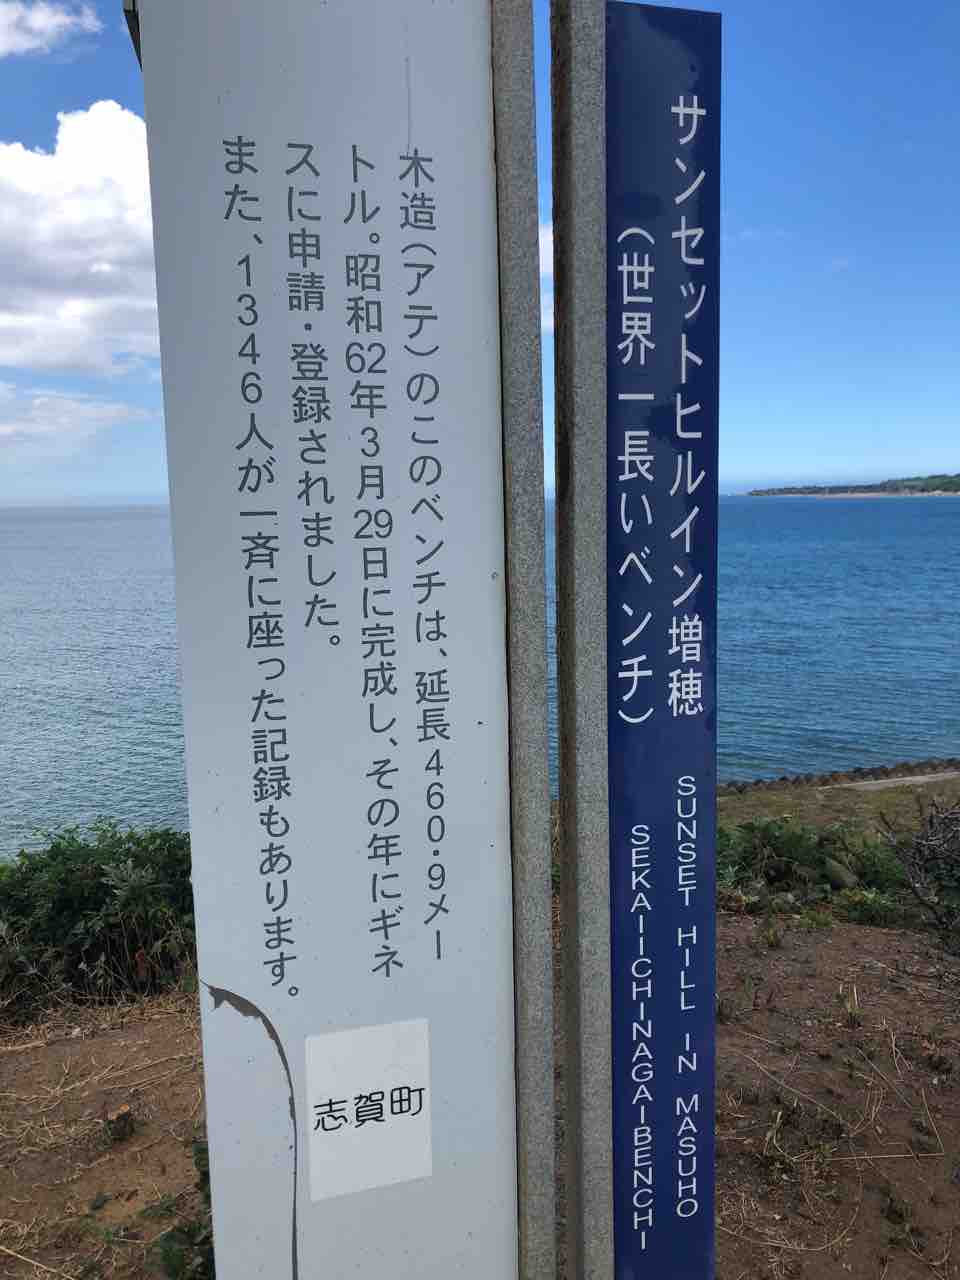 サンセットヒルイン増穂
SUNSET HILL IN MASUHO
(世界一長いベンチ)
SEKAIICHINAGAIBENCHI
木造(アテ)のこのベンチは、延長460・9メー
トル。昭和62年3月29日に完成し、その年にギネ
スに申請・登録されました。
また、1346人が一斉に座った記録もあります。
志賀町